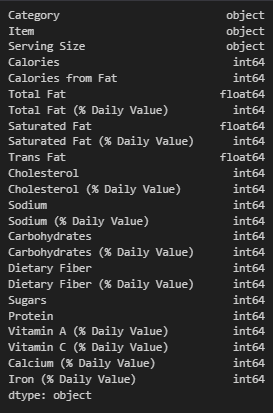 Category object
Item object
Serving Size object
Calories int64
Calories from Fat int64
Total Fat float64
Total Fat (% Daily Value) int64
Saturated Fat float64
Saturated Fat (% Daily Value) int64
Trans Fat float64
Cholesterol int64
Cholesterol (% Daily Value) int64
Sodium int64
Sodium (% Daily Value) int64
Carbohydrates int64
Carbohydrates (% Daily Value) int64
Dietary Fiber int64
Dietary Fiber (% Daily Value) int64
Sugars int64
Protein int64
Vitamin A (% Daily Value) int64
Vitamin C (% Daily Value) int64
Calcium (% Daily Value) int64
Iron (% Daily Value) int64
dtype: object